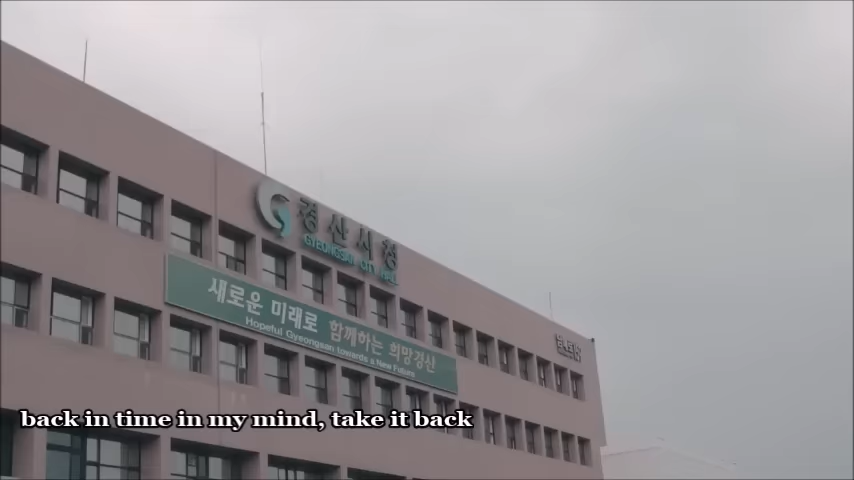 경산시청
GYEONGSAN CITY HALL
새로운 미래로 함께하는 희망경산
Hopeful Gyeongsan towards a New Future
back in time in my mind, take it back